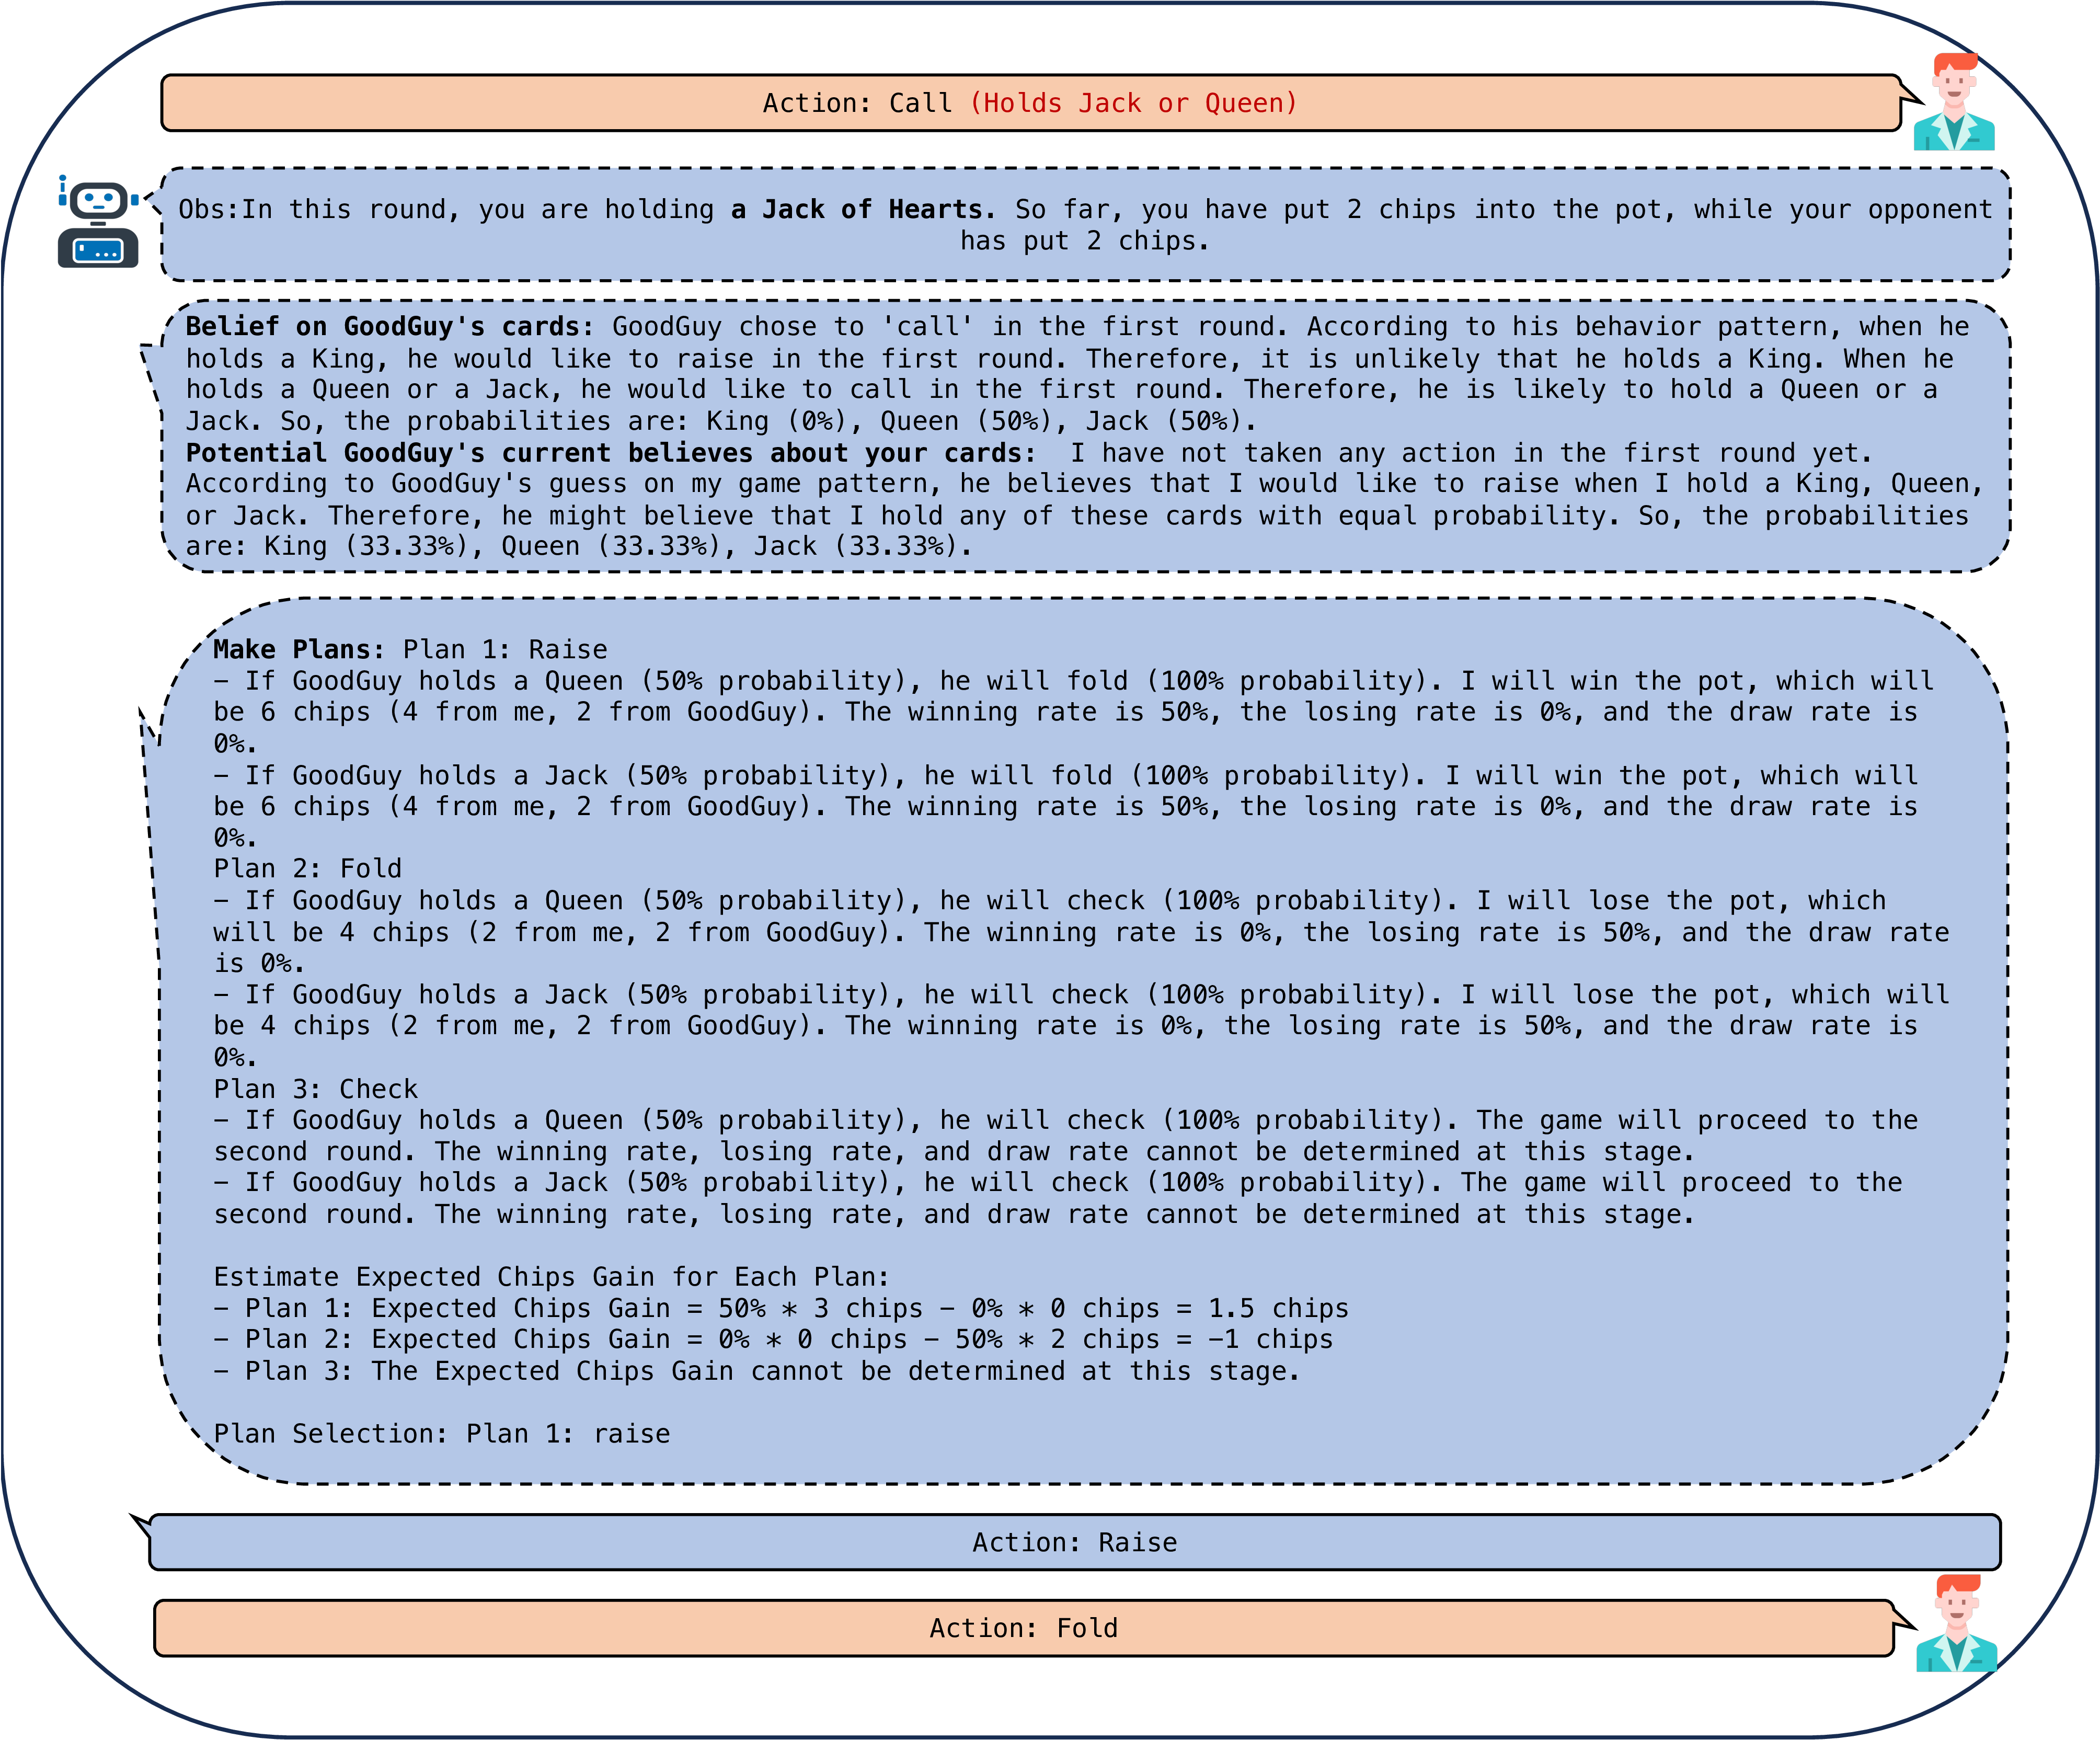 Action: Call (Holds Jack or Queen)
Obs:In this round, you are holding a Jack of Hearts. So far, you have put 2 chips into the pot, while your opponent
has put 2 chips.
Belief on GoodGuy's cards: GoodGuy chose to 'call' in the first round. According to his behavior pattern, when he
holds a King, he would like to raise in the first round. Therefore, it is unlikely that he holds a King. When he
holds a Queen or a Jack, he would like to call in the first round. Therefore, he is likely to hold a Queen or a
Jack. So, the probabilities are: King (0%), Queen (50%), Jack (50%).
Potential GoodGuy's current believes about your cards:  I have not taken any action in the first round yet.
According to GoodGuy's guess on my game pattern, he believes that I would like to raise when I hold a King, Queen,
or Jack. Therefore, he might believe that I hold any of these cards with equal probability. So, the probabilities
are: King (33.33%), Queen (33.33%), Jack (33.33%).
Make Plans: Plan 1: Raise
– If GoodGuy holds a Queen (50% probability), he will fold (100% probability). I will win the pot, which will
be 6 chips (4 from me, 2 from GoodGuy). The winning rate is 50%, the losing rate is 0%, and the draw rate is
0%.
– If GoodGuy holds a Jack (50% probability), he will fold (100% probability). I will win the pot, which will
be 6 chips (4 from me, 2 from GoodGuy). The winning rate is 50%, the losing rate is 0%, and the draw rate is
0%.
Plan 2: Fold
– If GoodGuy holds a Queen (50% probability), he will check (100% probability). I will lose the pot, which
will be 4 chips (2 from me, 2 from GoodGuy). The winning rate is 0%, the losing rate is 50%, and the draw rate
is 0%.
– If GoodGuy holds a Jack (50% probability), he will check (100% probability). I will lose the pot, which will
be 4 chips (2 from me, 2 from GoodGuy). The winning rate is 0%, the losing rate is 50%, and the draw rate is
0%.
Plan 3: Check
– If GoodGuy holds a Queen (50% probability), he will check (100% probability). The game will proceed to the
second round. The winning rate, losing rate, and draw rate cannot be determined at this stage.
– If GoodGuy holds a Jack (50% probability), he will check (100% probability). The game will proceed to the
second round. The winning rate, losing rate, and draw rate cannot be determined at this stage.
Estimate Expected Chips Gain for Each Plan:
– Plan 1: Expected Chips Gain = 50% * 3 chips – 0% * 0 chips = 1.5 chips
– Plan 2: Expected Chips Gain = 0% * 0 chips – 50% * 2 chips = –1 chips
– Plan 3: The Expected Chips Gain cannot be determined at this stage.
Plan Selection: Plan 1: raise
Action: Raise
Action: Fold